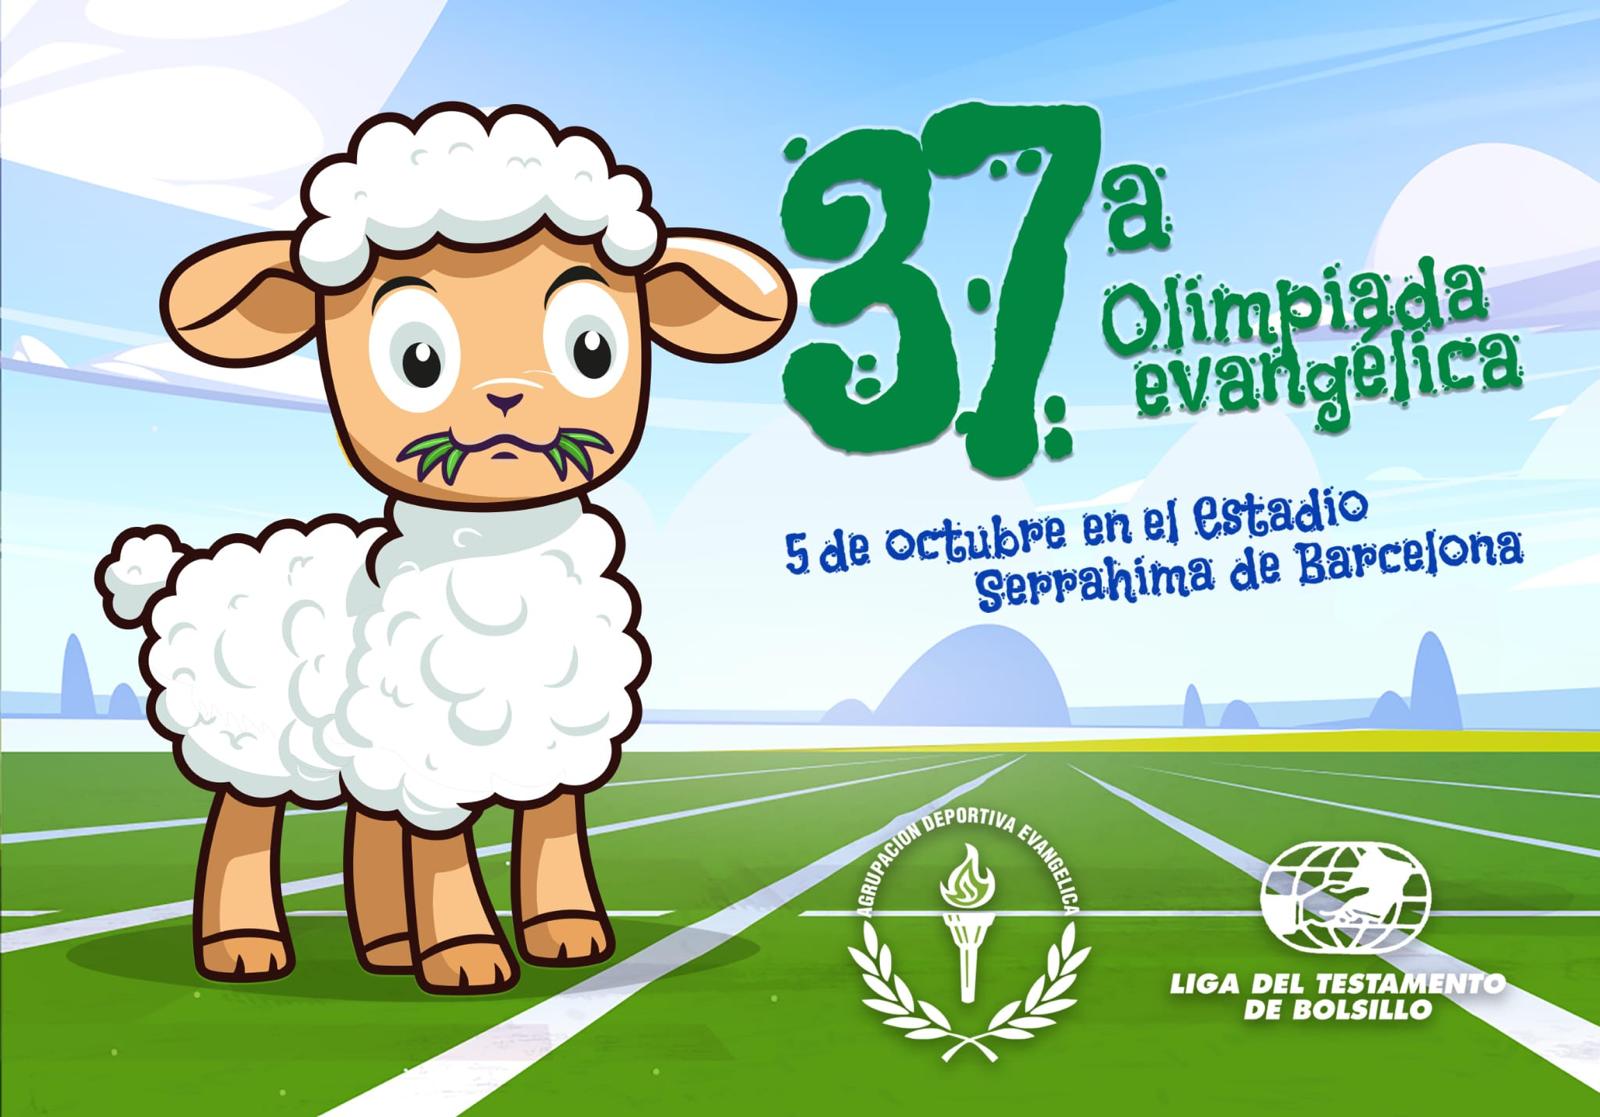 37ª
Olimpiada
evangélica
5 de octubre en el Estadio
Serrahima de Barcelona
AGRUPACION DEPORTIVA EVANGELICA
LIGA DEL TESTAMENTO
DE BOLSILLO